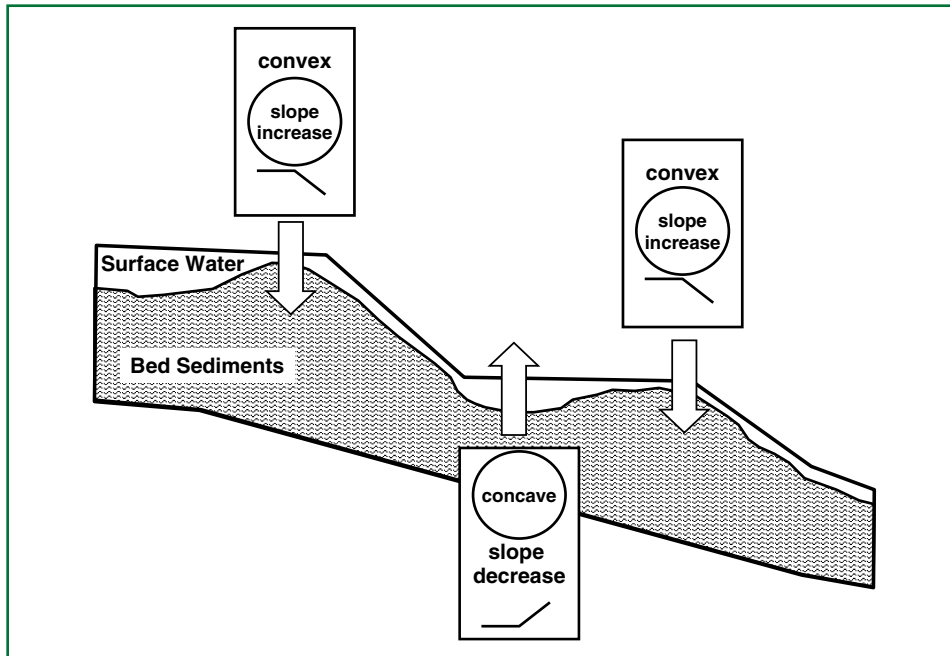 convex
slope
increase
convex
slope
increase
Surface Water
Bed Sediments
concave
slope
decrease